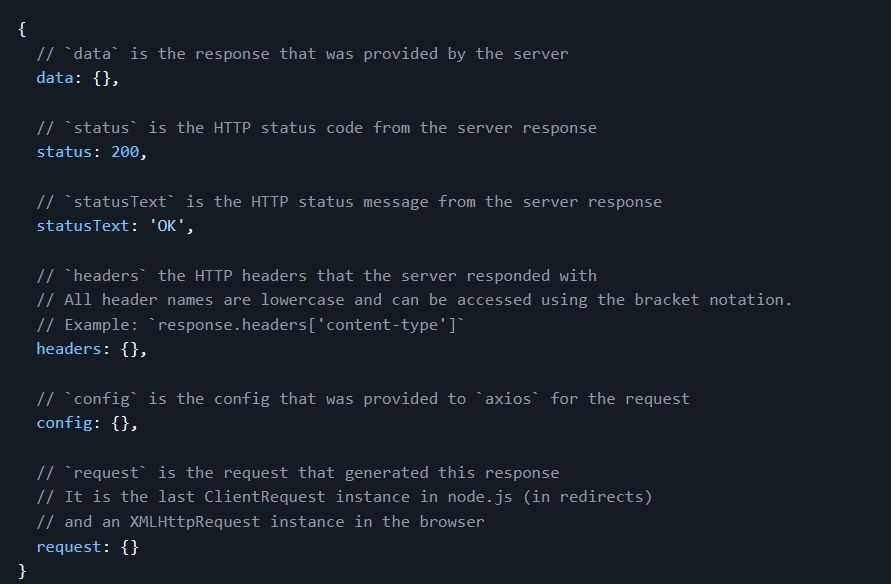 {
  // `data` is the response that was provided by the server
  data: {},

  // `status` is the HTTP status code from the server response
  status: 200,

  // `statusText` is the HTTP status message from the server response
  statusText: 'OK',

  // `headers` the HTTP headers that the server responded with
  // All header names are lowercase and can be accessed using the bracket notation.
  // Example: `response.headers['content-type']`
  headers: {},

  // `config` is the config that was provided to `axios` for the request
  config: {},

  // `request` is the request that generated this response
  // It is the last ClientRequest instance in node.js (in redirects)
  // and an XMLHttpRequest instance in the browser
  request: {}
}